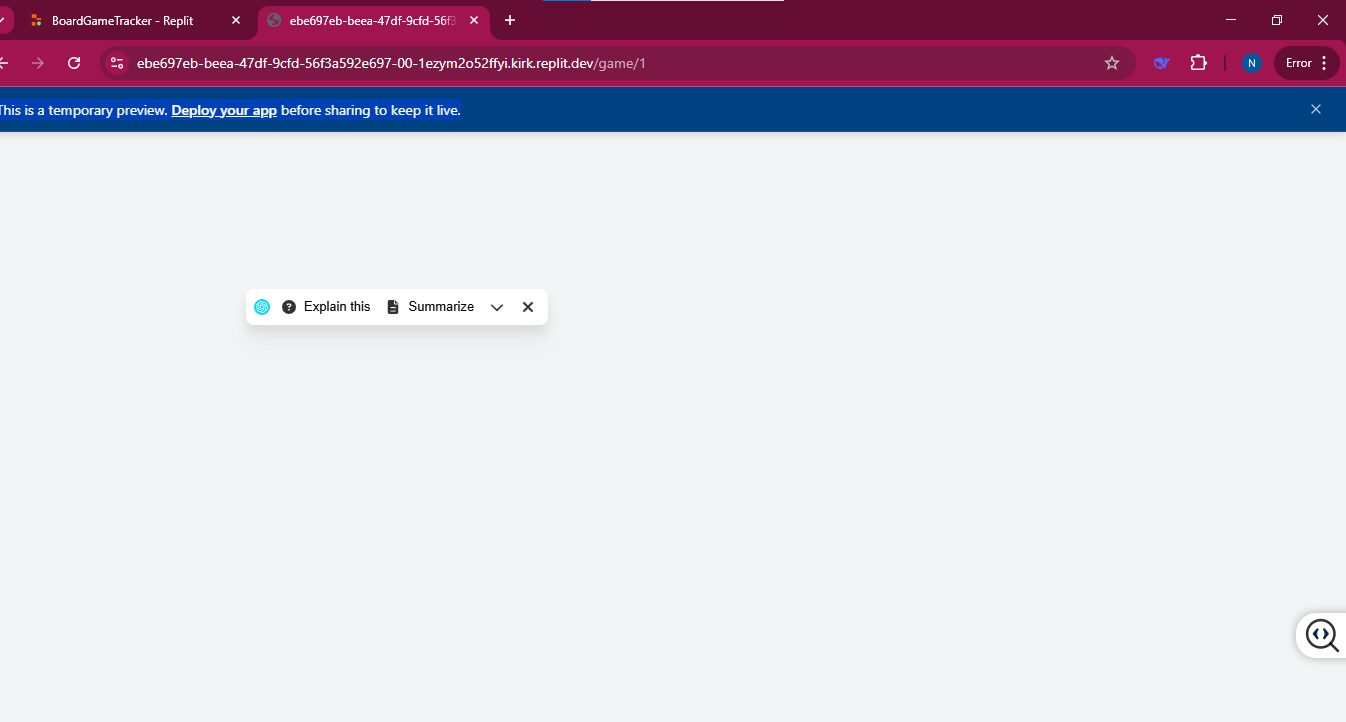 BoardGameTracker - Replit
ebe697eb-beea-47df-9cfd-56f3
ebe697eb-beea-47df-9cfd-56f3a592e697-00-1ezym2o52ffyi.kirk.replit.dev/game/1
N
Error
This is a temporary preview. Deploy your app before sharing to keep it live.
Explain this
Summarize